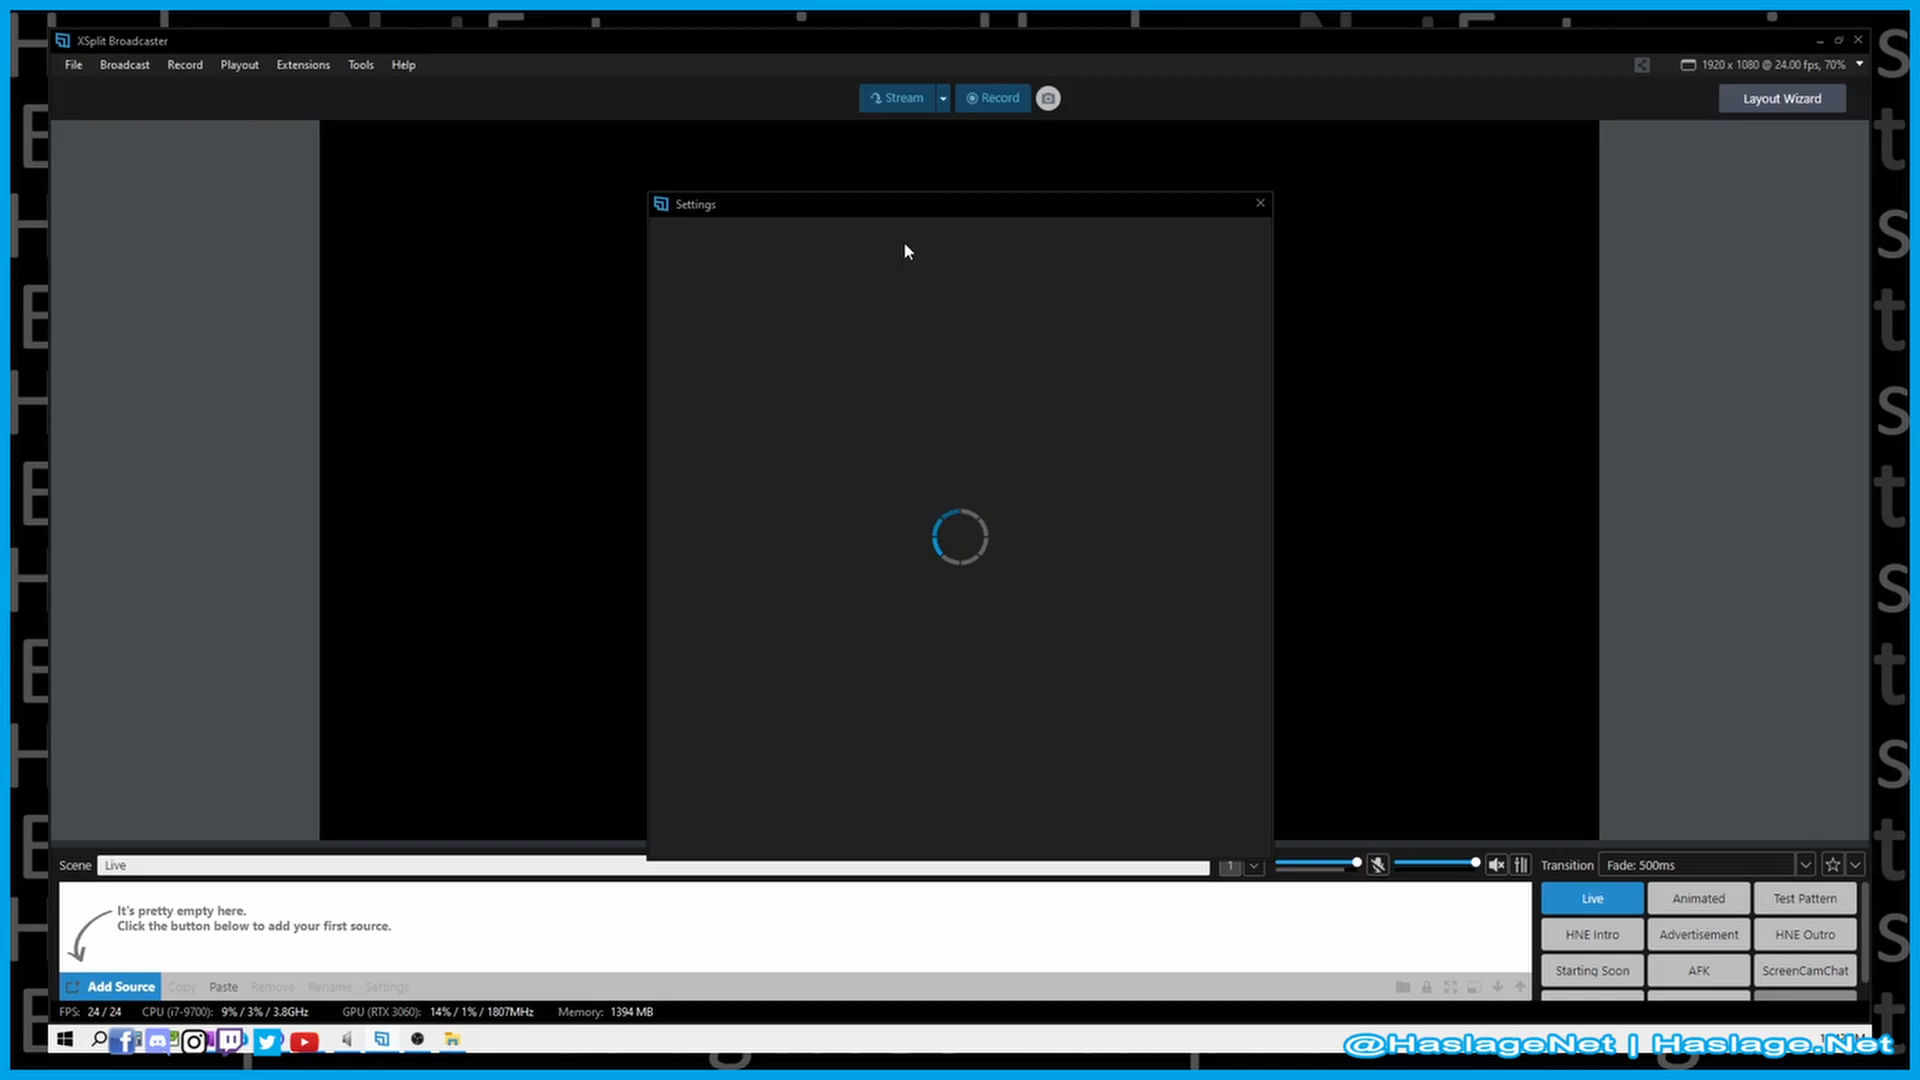 XSplit Broadcaster
File Broadcast Record Playout Extensions Tools Help
1920 x 1080 @ 24.00 fps, 70%
Stream Record
Layout Wizard
Settings
Scene Live
1
Transition Fade: 500ms
It's pretty empty here.
Click the button below to add your first source.
Live Animated Test Pattern
HNE Intro Advertisement HNE Outro
Starting Soon AFK ScreenCamChat
Add Source Copy Paste Remove Rename Settings
FPS: 24 / 24 CPU (i7-9700): 9% / 3% / 3.8GHz GPU (RTX 3060): 14% / 1% / 1807MHz Memory: 1394 MB
@HaslageNet | Haslage.Net